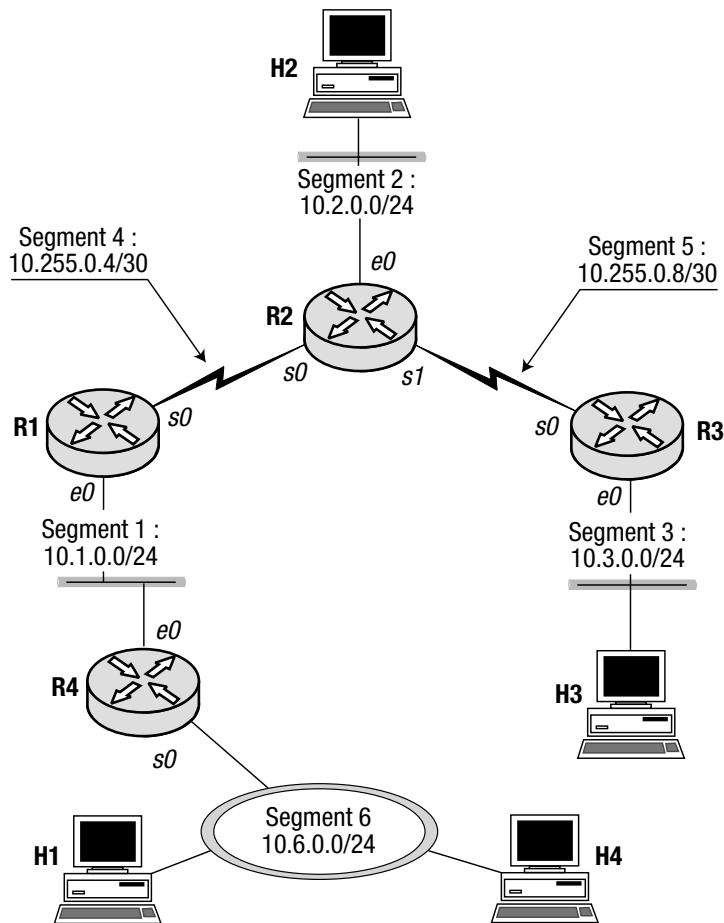 H2
Segment 2 :
10.2.0.0/24
Segment 4 :
10.255.0.4/30
Segment 5 :
10.255.0.8/30
e0
R2
s0
s1
R1
s0
s0
R3
e0
e0
Segment 1 :
10.1.0.0/24
Segment 3 :
10.3.0.0/24
e0
R4
H3
s0
Segment 6
10.6.0.0/24
H1
H4